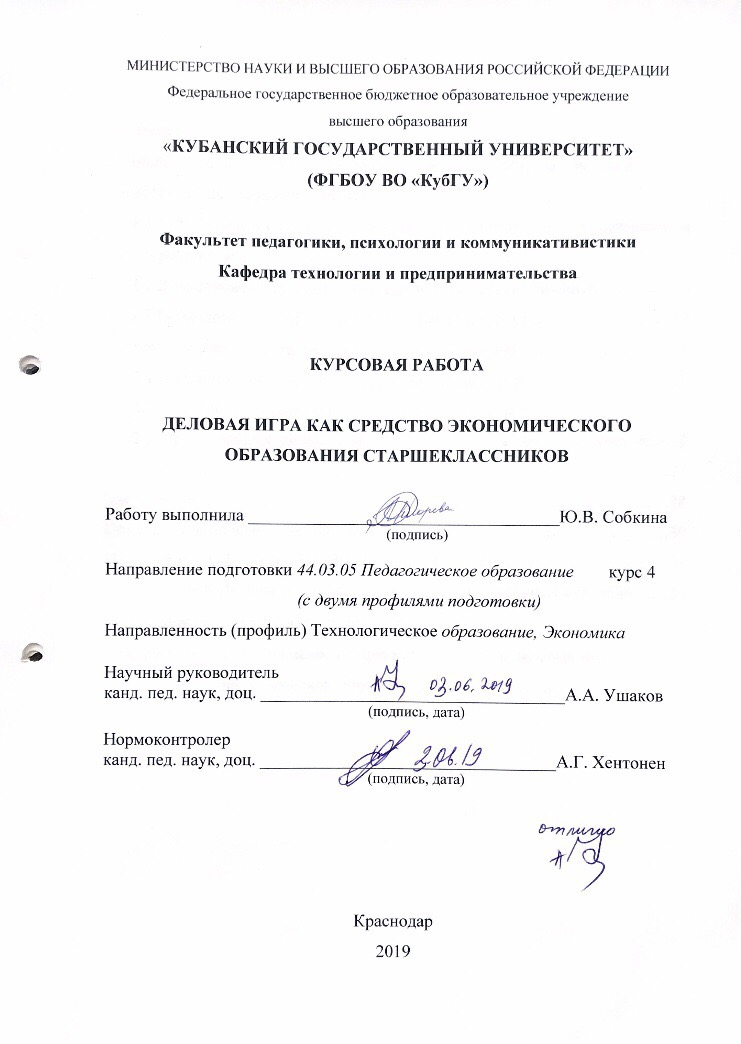 МИНИСТЕРСТВО НАУКИ И ВЫСШЕГО ОБРАЗОВАНИЯ РОССИЙСКОЙ ФЕДЕРАЦИИ
Федеральное государственное бюджетное образовательное учреждение
высшего образования
«КУБАНСКИЙ ГОСУДАРСТВЕННЫЙ УНИВЕРСИТЕТ»
(ФГБОУ ВО «КубГУ»)
Факультет педагогики, психологии и коммуникативистики
Кафедра технологии и предпринимательства
КУРСОВАЯ РАБОТА
ДЕЛОВАЯ ИГРА КАК СРЕДСТВО ЭКОНОМИЧЕСКОГО
ОБРАЗОВАНИЯ СТАРШЕКЛАССНИКОВ
Работу выполнила Ю.В. Собкина
(подпись)
Направление подготовки 44.03.05 Педагогическое образование курс 4
(с двумя профилями подготовки)
Направленность (профиль) Технологическое образование, Экономика
Научный руководитель
канд. пед. наук, доц. 03.06.2019 А.А. Ушаков
(подпись, дата)
Нормоконтролер
канд. пед. наук, доц. А.Г. Хентонен
(подпись, дата)
отлично
Краснодар
2019